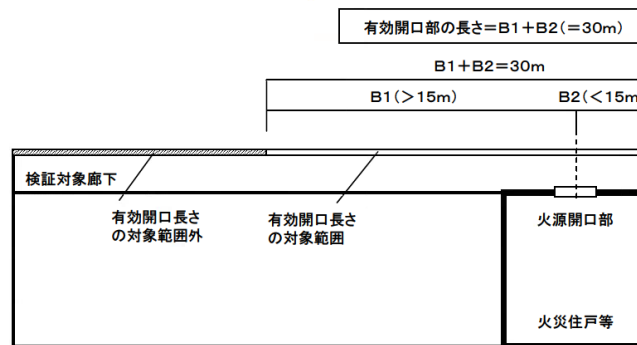 有効開口部の長さ=B1+B2(=30m)
B1+B2=30m
B1(>15m)
B2(<15m
検証対象廊下
有効開口長さ
の対象範囲外
有効開口長さ
の対象範囲
火源開口部
火災住戸等